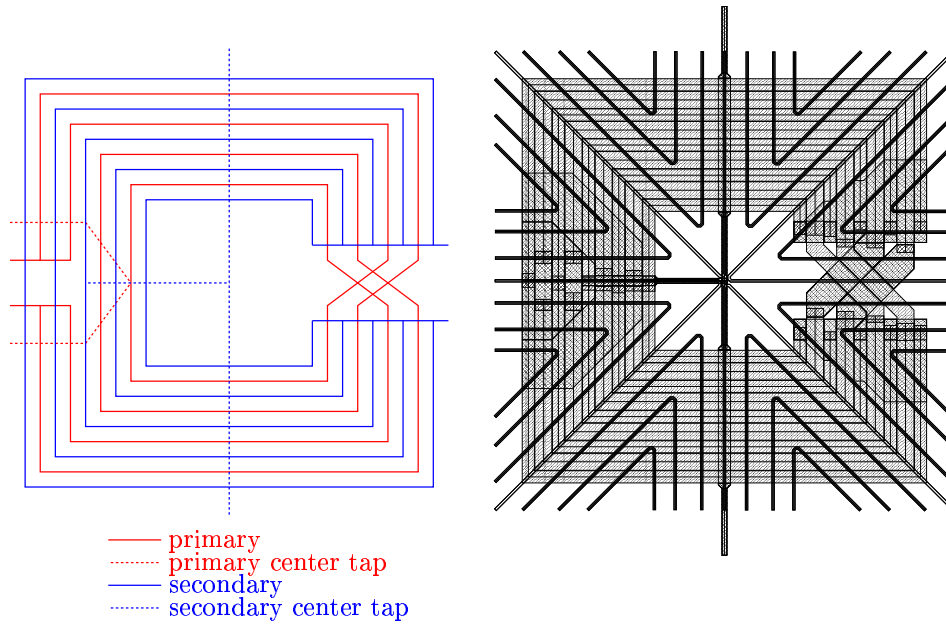 primary
primary center tap
secondary
secondary center tap